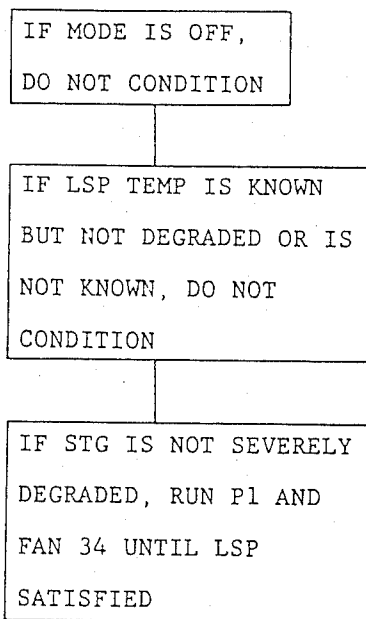 IF MODE IS OFF,
DO NOT CONDITION
IF LSP TEMP IS KNOWN
BUT NOT DEGRADED OR IS
NOT KNOWN, DO NOT
CONDITION
IF STG IS NOT SEVERELY
DEGRADED, RUN P1 AND
FAN 34 UNTIL LSP
SATISFIED